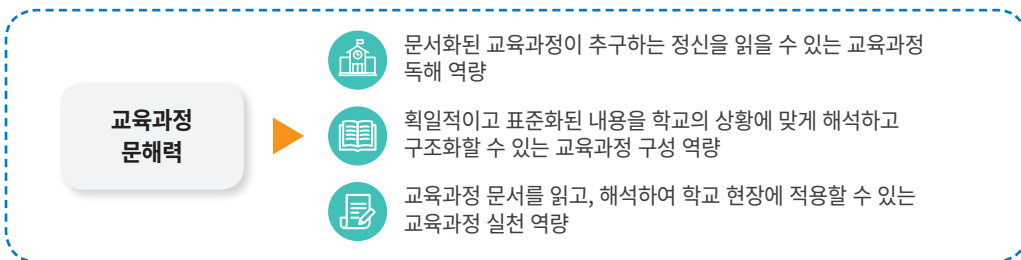 교육과정
문해력
문서화된 교육과정이 추구하는 정신을 읽을 수 있는 교육과정
독해 역량
획일적이고 표준화된 내용을 학교의 상황에 맞게 해석하고
구조화할 수 있는 교육과정 구성 역량
교육과정 문서를 읽고, 해석하여 학교 현장에 적용할 수 있는
교육과정 실천 역량